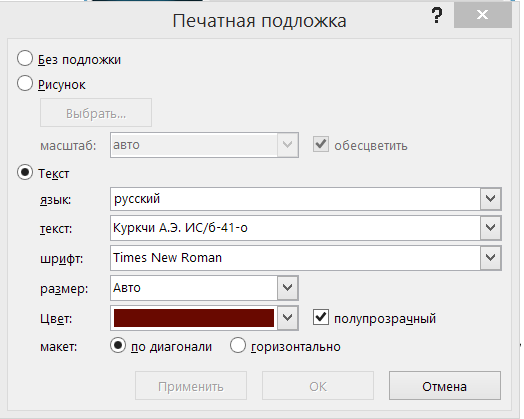 Печатная подложка ?
Без подложки
Рисунок
Выбрать...
масштаб: авто обесцветить
Текст
язык: русский
текст: Куркчи А.Э. ИС/б-41-о
шрифт: Times New Roman
размер: Авто
Цвет: полупрозрачный
макет: по диагонали горизонтально
Применить ОК Отмена